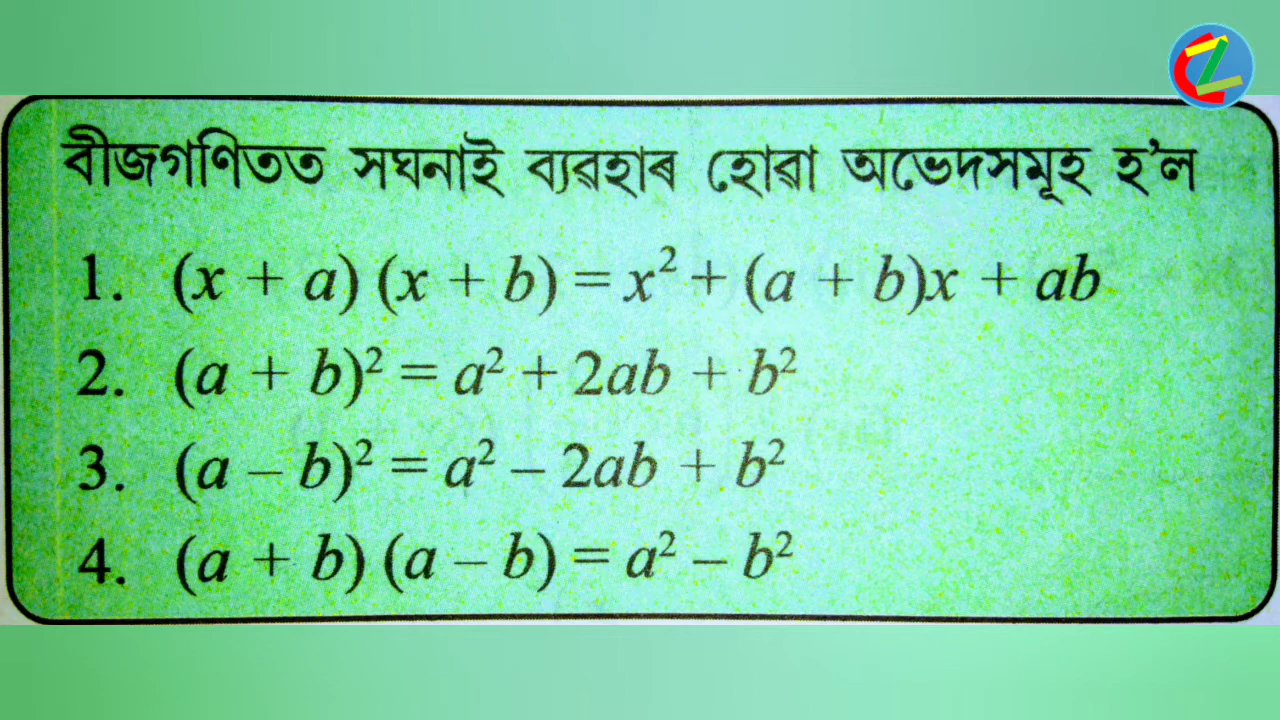 বীজগণিতত সঘনাই ব্যৱহাৰ হোৱা অভেদসমূহ হ'ল
1. (x + a) (x + b) = x² + (a + b)x + ab
2. (a + b)² = a² + 2ab + b²
3. (a – b)² = a² – 2ab + b²
4. (a + b) (a – b) = a² – b²